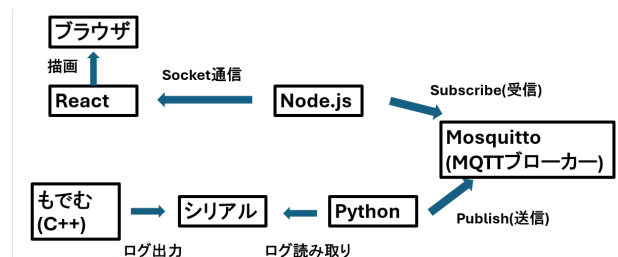 ブラウザ
描画
Socket通信
React
Node.js
Subscribe(受信)
Mosquitto
(MQTTブローカー)
もでむ
(C++)
シリアル
Python
Publish(送信)
ログ出力
ログ読み取り